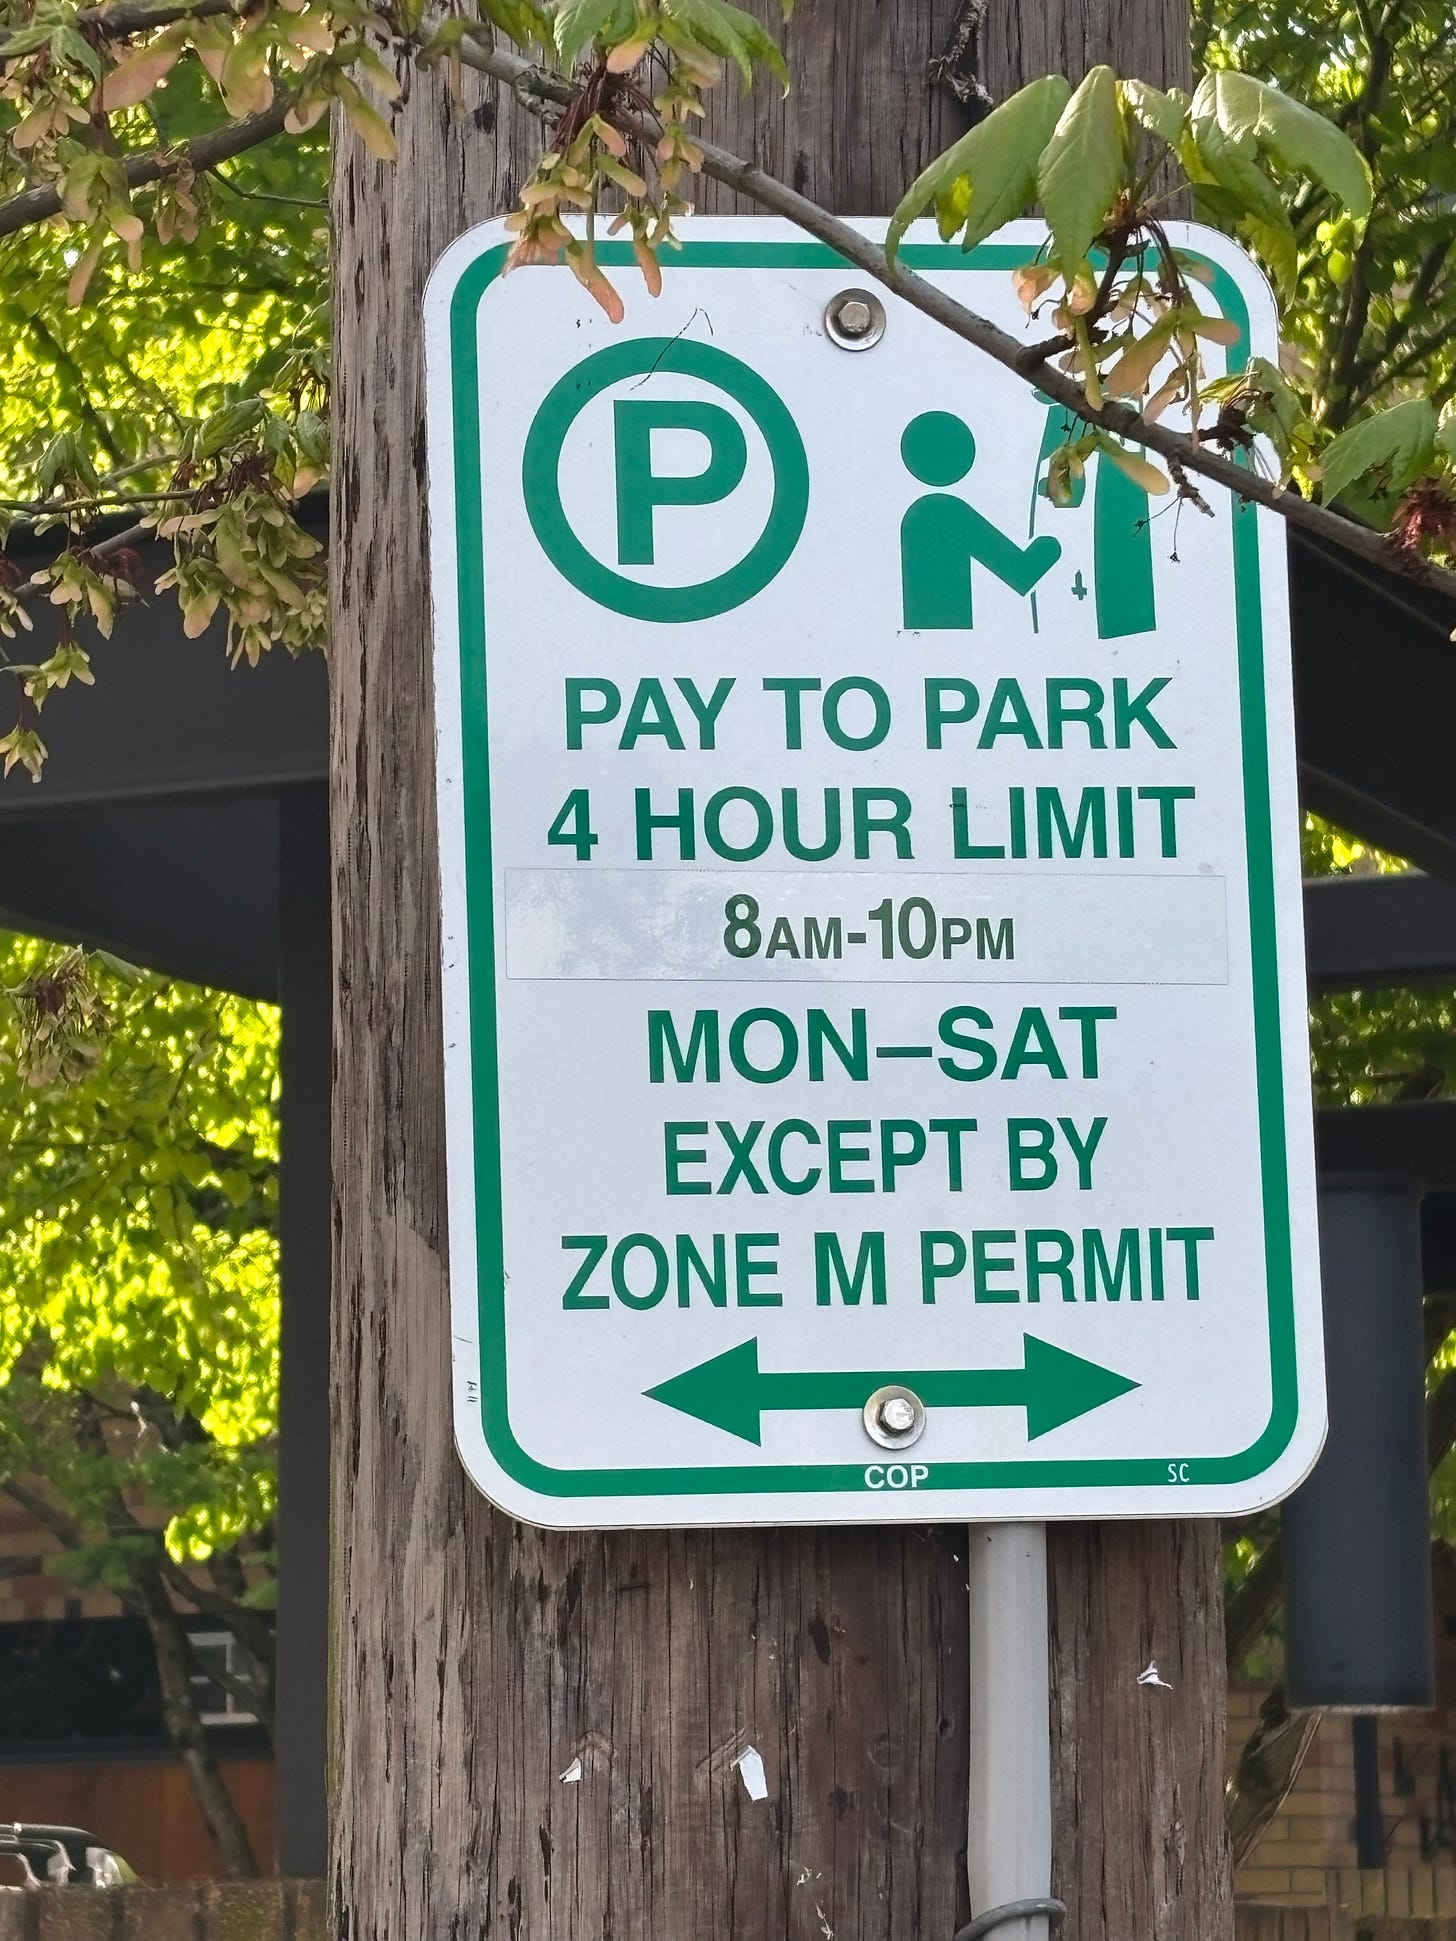 P
PAY TO PARK
4 HOUR LIMIT
8AM-10PM
MON–SAT
EXCEPT BY
ZONE M PERMIT
COP SC